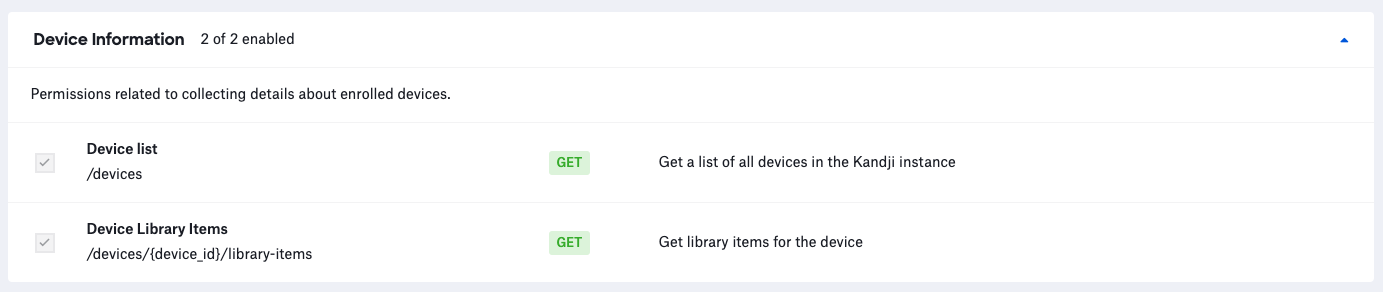 Device Information 2 of 2 enabled
Permissions related to collecting details about enrolled devices.
Device list
/devices
GET
Get a list of all devices in the Kandji instance
Device Library Items
/devices/{device_id}/library-items
GET
Get library items for the device